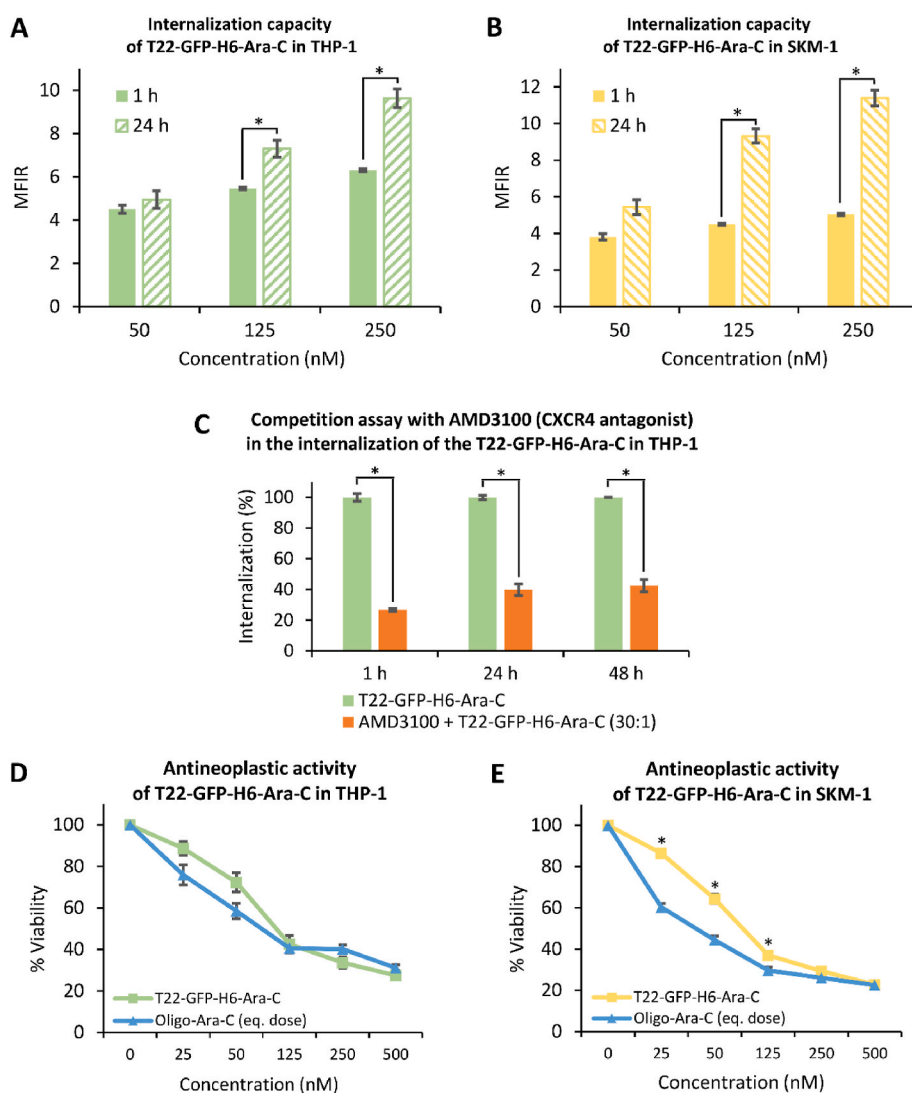 A
Internalization capacity
of T22-GFP-H6-Ara-C in THP-1
10
8
6
4
2
0
MFIR
1 h
24 h
*
*
50
125
250
Concentration (nM)
B
Internalization capacity
of T22-GFP-H6-Ara-C in SKM-1
12
10
8
6
4
2
0
MFIR
1 h
24 h
*
*
50
125
250
Concentration (nM)
C
Competition assay with AMD3100 (CXCR4 antagonist)
in the internalization of the T22-GFP-H6-Ara-C in THP-1
100
80
60
40
20
0
Internalization (%)
*
*
*
1 h
24 h
48 h
T22-GFP-H6-Ara-C
AMD3100 + T22-GFP-H6-Ara-C (30:1)
D
Antineoplastic activity
of T22-GFP-H6-Ara-C in THP-1
100
80
60
40
20
0
% Viability
T22-GFP-H6-Ara-C
Oligo-Ara-C (eq. dose)
0
25
50
125
250
500
Concentration (nM)
E
Antineoplastic activity
of T22-GFP-H6-Ara-C in SKM-1
100
80
60
40
20
0
% Viability
*
*
*
T22-GFP-H6-Ara-C
Oligo-Ara-C (eq. dose)
0
25
50
125
250
500
Concentration (nM)